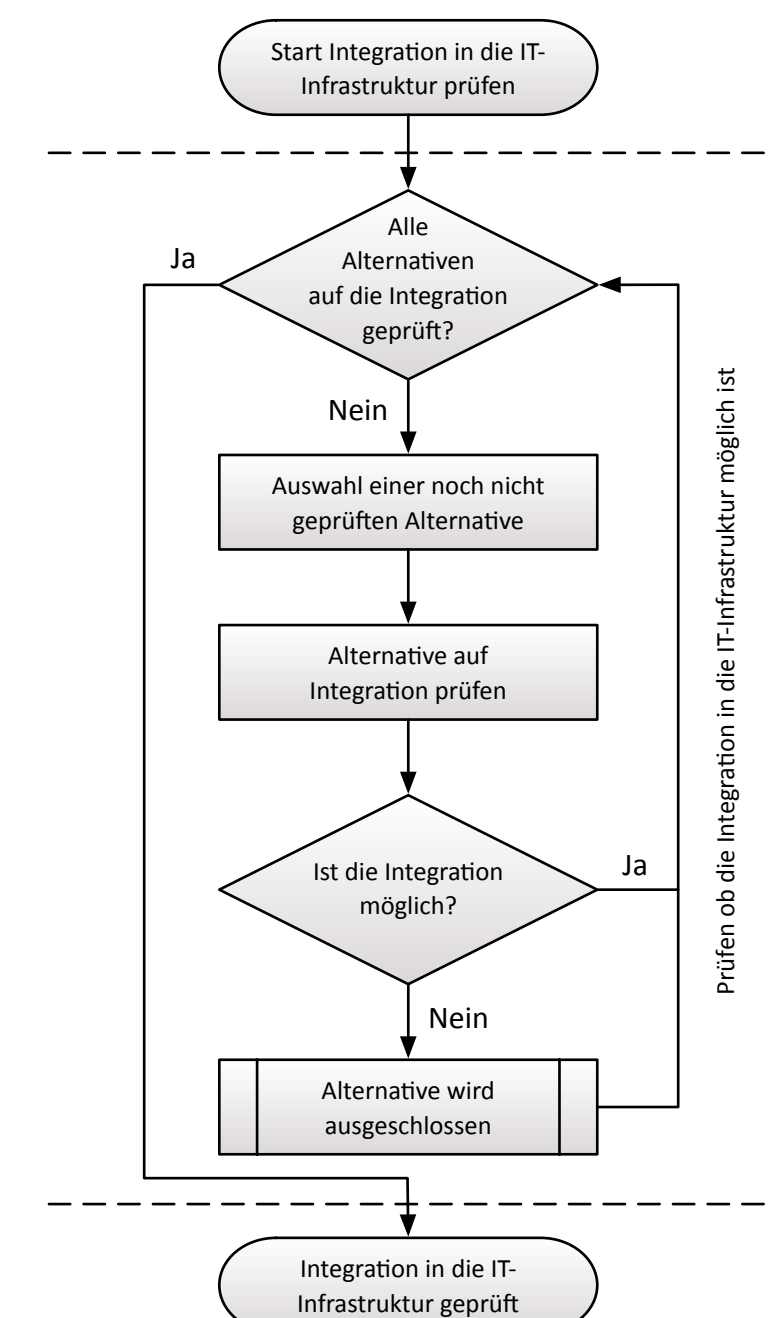 Start Integration in die IT-
Infrastruktur prüfen
Alle
Alternativen
auf die Integration
geprüft?
Ja
Nein
Auswahl einer noch nicht
geprüften Alternative
Alternative auf
Integration prüfen
Ist die Integration
möglich?
Ja
Nein
Alternative wird
ausgeschlossen
Prüfen ob die Integration in die IT-Infrastruktur möglich ist
Integration in die IT-
Infrastruktur geprüft